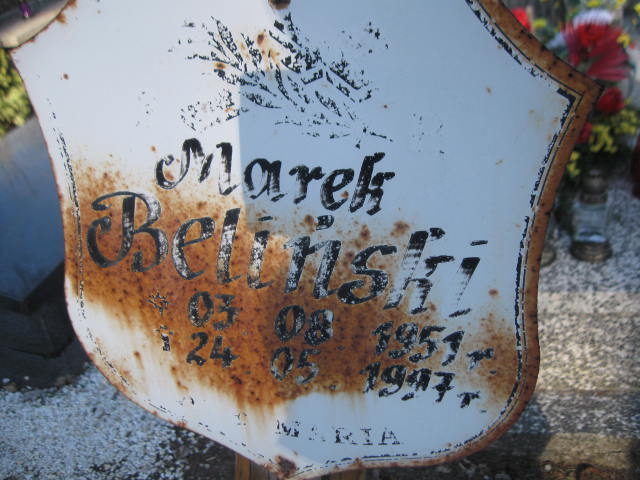 Marek
Beliński
* 03 08 1951 r.
† 24 05 1997 r.
MARIA